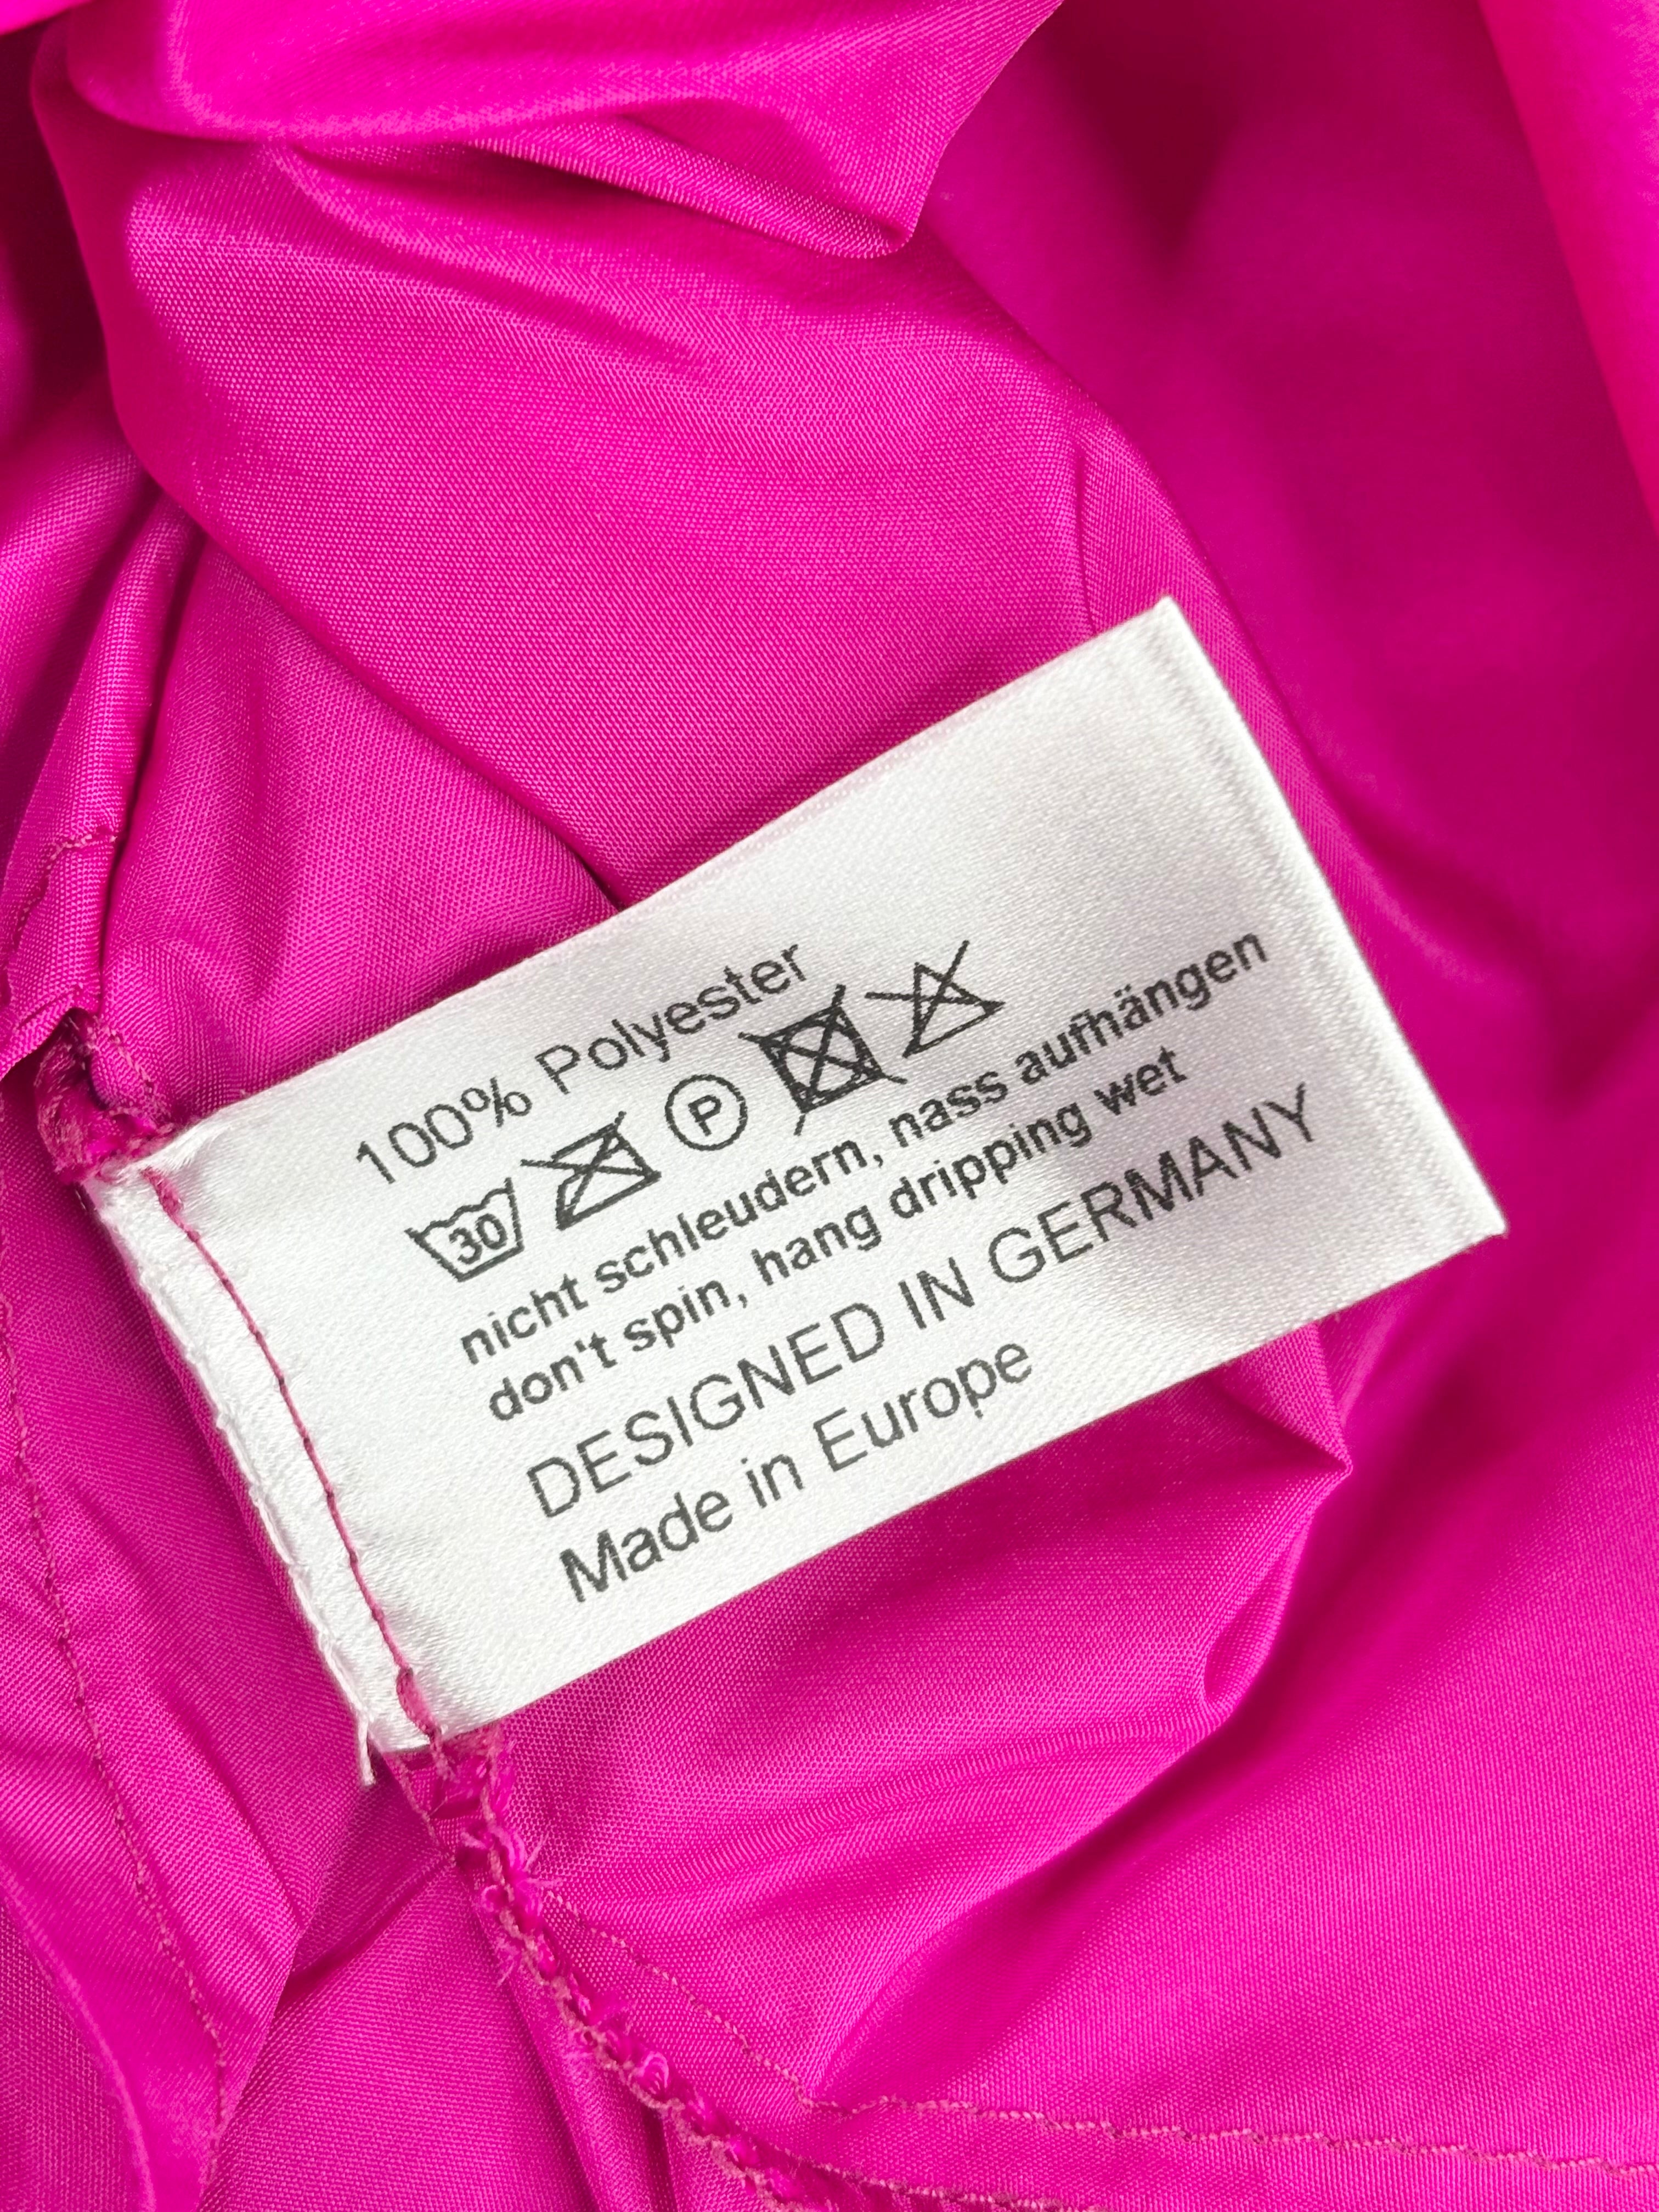 100% Polyester
30 P
nicht schleudern, nass aufhängen
don't spin, hang dripping wet
DESIGNED IN GERMANY
Made in Europe